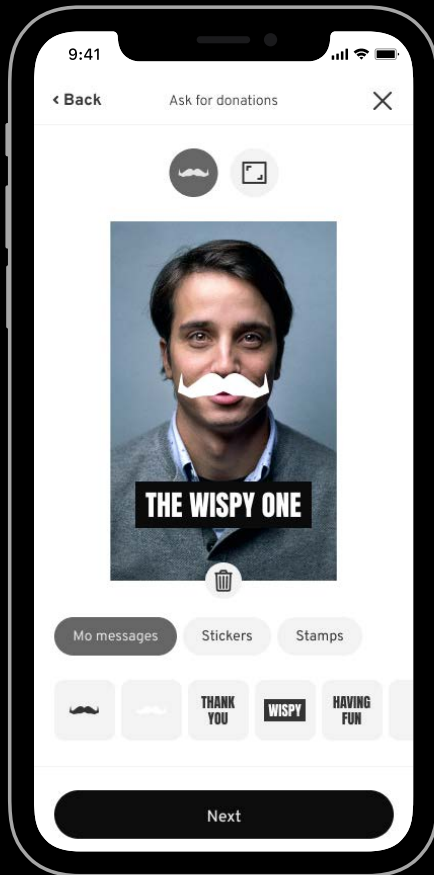 9:41
‹ Back
Ask for donations
THE WISPY ONE
Mo messages
Stickers
Stamps
THANK
YOU
WISPY
HAVING
FUN
Next